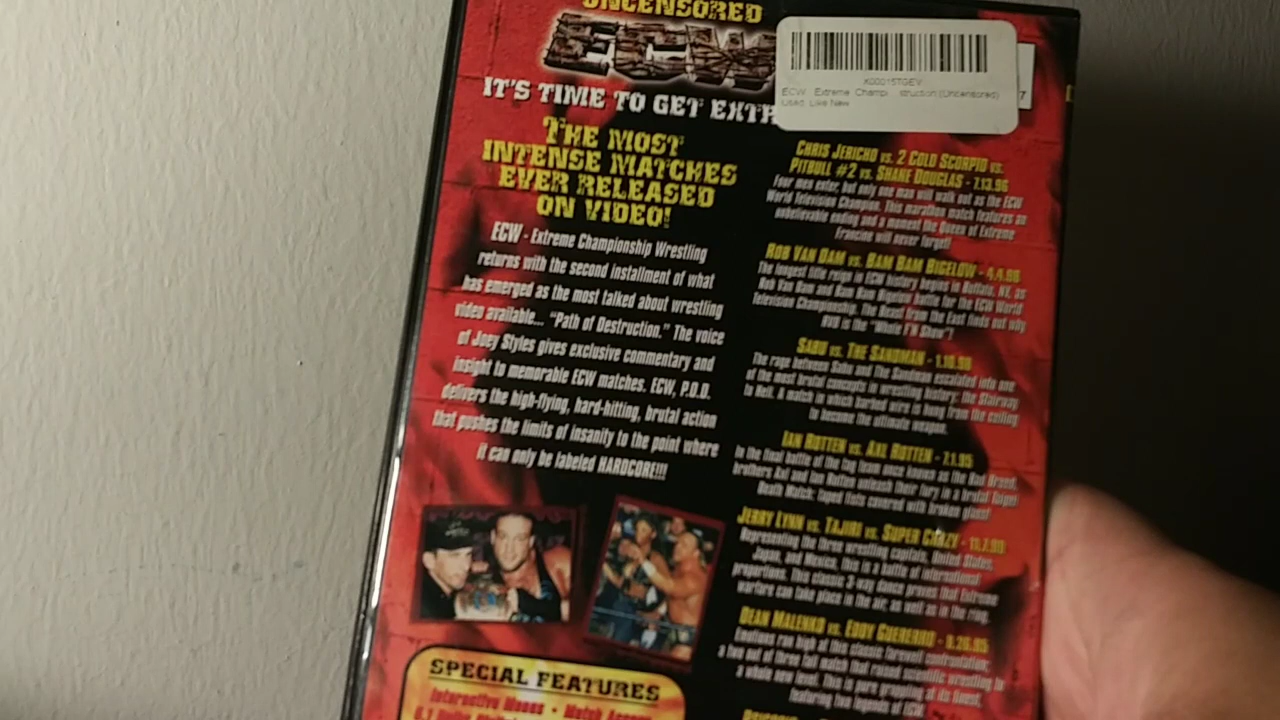 UNCENSORED
ECW
IT'S TIME TO GET EXTR
K00015TGEV
ECW Extreme Champi...struction (Uncensored)
Used, Like New
7
THE MOST
INTENSE MATCHES
EVER RELEASED
ON VIDEO!
ECW - Extreme Championship Wrestling
returns with the second installment of what
has emerged as the most talked about wrestling
video available... "Path of Destruction." The voice
of Joey Styles gives exclusive commentary and
insight to memorable ECW matches. ECW, P.O.D.
delivers the high-flying, hard-hitting, brutal action
that pushes the limits of insanity to the point where
it can only be labeled HARDCORE!!!
SPECIAL FEATURES
Interactive Menus • Match Access
CHRIS JERICHO vs. 2 COLD SCORPIO vs.
PITBULL #2 vs. SHANE DOUGLAS - 7.13.96
Four men enter, but only one man will walk out as the ECW
World Television Champion. This marathon match features an
unbelievable ending and a moment the Queen of Extreme
Francine will never forget!
ROB VAN DAM vs. BAM BAM BIGELOW - 4.4.98
The longest title reign in ECW history begins in Buffalo, NY, as
Rob Van Dam and Bam Bam Bigelow battle for the ECW World
Television Championship. The Beast from the East finds out why
RVD is the "Whole F'N Show"!
SABU vs. THE SANDMAN
The rage between Sabu and The Sandman escalated into one
of the most brutal concepts in wrestling history: the Stairway
to Hell. A match in which barbed wire is hung from the ceiling
to become the ultimate weapon.
IAN ROTTEN vs. AXL ROTTEN - 7.1.95
In the final battle of the tag team once known as the Bad Breed,
brothers Axl and Ian Rotten unleash their fury in a brutal Taipei
Death Match: taped fists covered with broken glass!
JERRY LYNN vs. TAJIRI vs. SUPER CRAZY - 11.7.99
Representing the three wrestling capitals, United States,
Japan, and Mexico, this is a battle of international
proportions. This classic 3-way dance proves that Extreme
warfare can take place in the air, as well as in the ring.
DEAN MALENKO vs. EDDY GUERERRO - 8.26.95
Emotions run high at this classic farewell confrontation;
a two out of three fall match that raised scientific wrestling to
a whole new level. This is pure grappling at its finest,
featuring two legends of ECW.